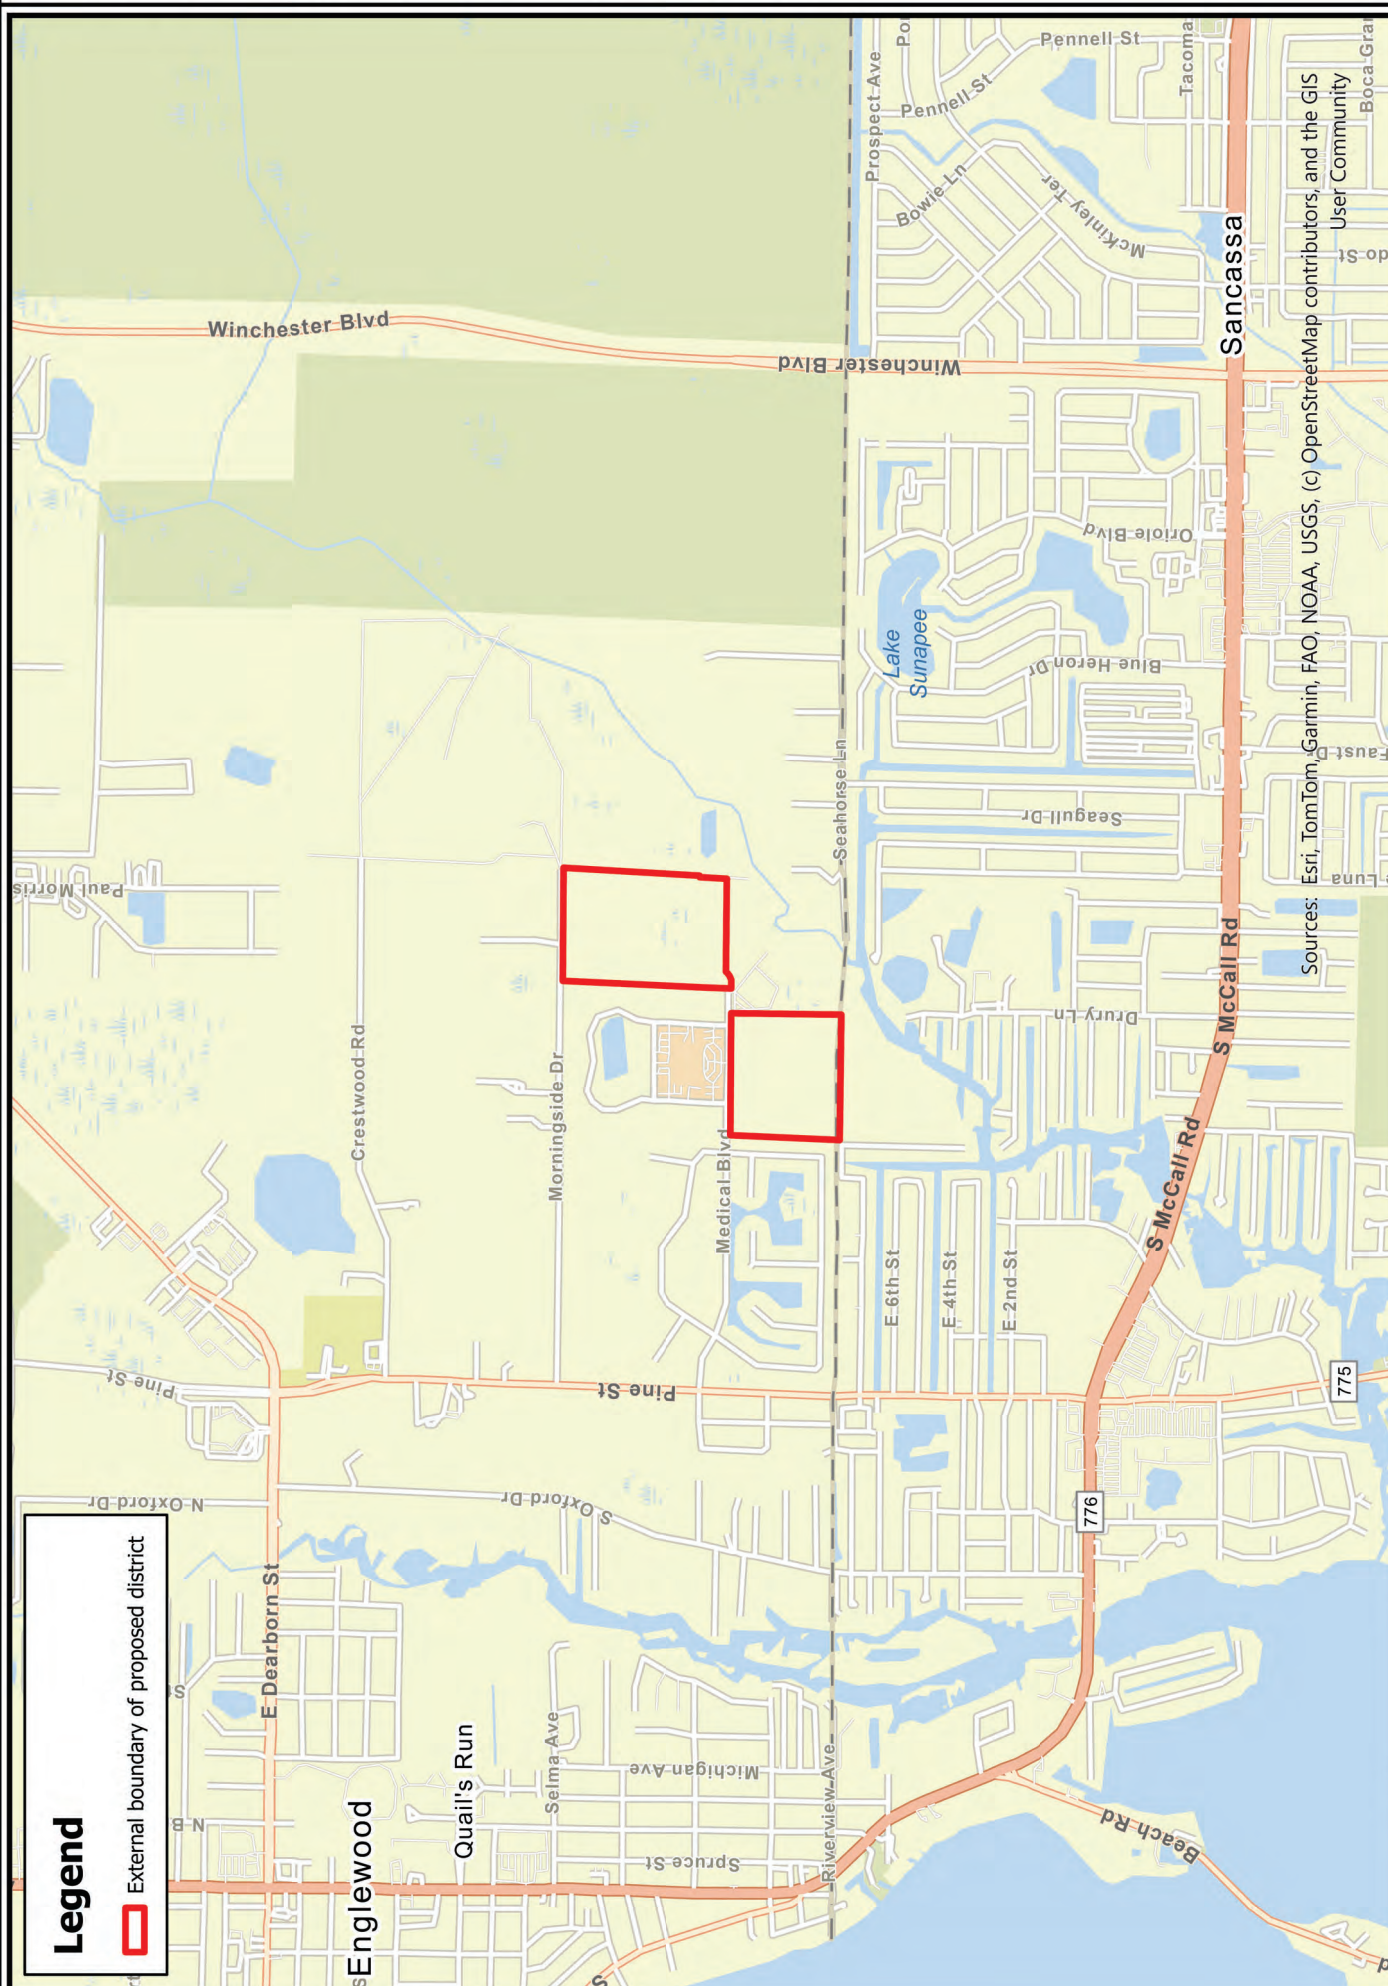 Legend
External boundary of proposed district
Winchester Blvd
Winchester Blvd
Prospect Ave
Pennell St
Pennell St
Bowie Ln
McKinley Ter
Tacoma
Sancassa
Paul Morris
Crestwood Rd
Morningside Dr
Medical Blvd
Seahorse Ln
Lake
Sunapee
Oriole Blvd
Blue Heron Dr
Seagull Dr
Faust Dr
Luna
Drury Ln
S McCall Rd
S McCall Rd
E 6th St
E 4th St
E 2nd St
Pine St
Pine St
775
776
N Oxford Dr
S Oxford Dr
E Dearborn St
Englewood
Quail's Run
Selma Ave
Michigan Ave
Spruce St
Riverview Ave
Beach Rd
Sources: Esri, TomTom, Garmin, FAO, NOAA, USGS, (c) OpenStreetMap contributors, and the GIS
User Community